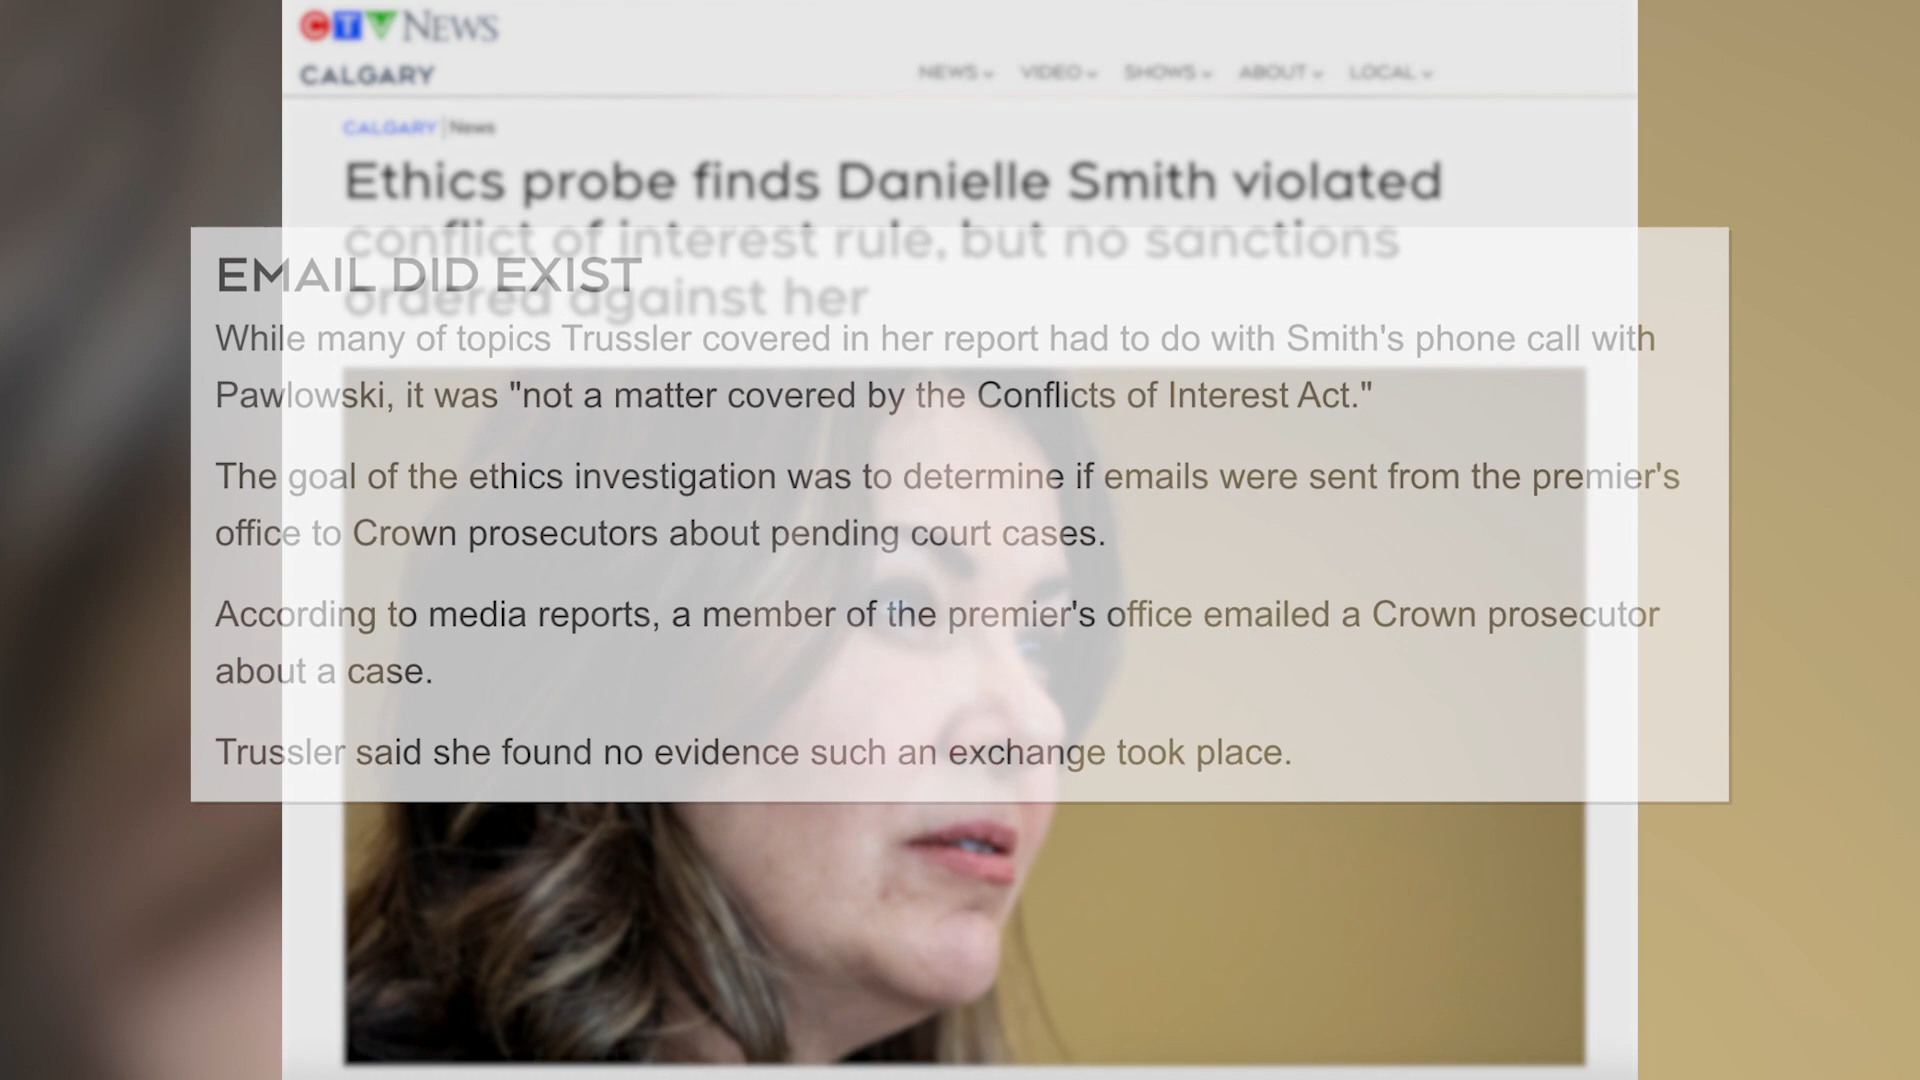 CTV NEWS
CALGARY
NEWS VIDEO SHOWS ABOUT LOCAL
CALGARY | News
Ethics probe finds Danielle Smith violated
conflict of interest rule, but no sanctions
ordered against her
EMAIL DID EXIST
While many of topics Trussler covered in her report had to do with Smith's phone call with
Pawlowski, it was "not a matter covered by the Conflicts of Interest Act."
The goal of the ethics investigation was to determine if emails were sent from the premier's
office to Crown prosecutors about pending court cases.
According to media reports, a member of the premier's office emailed a Crown prosecutor
about a case.
Trussler said she found no evidence such an exchange took place.